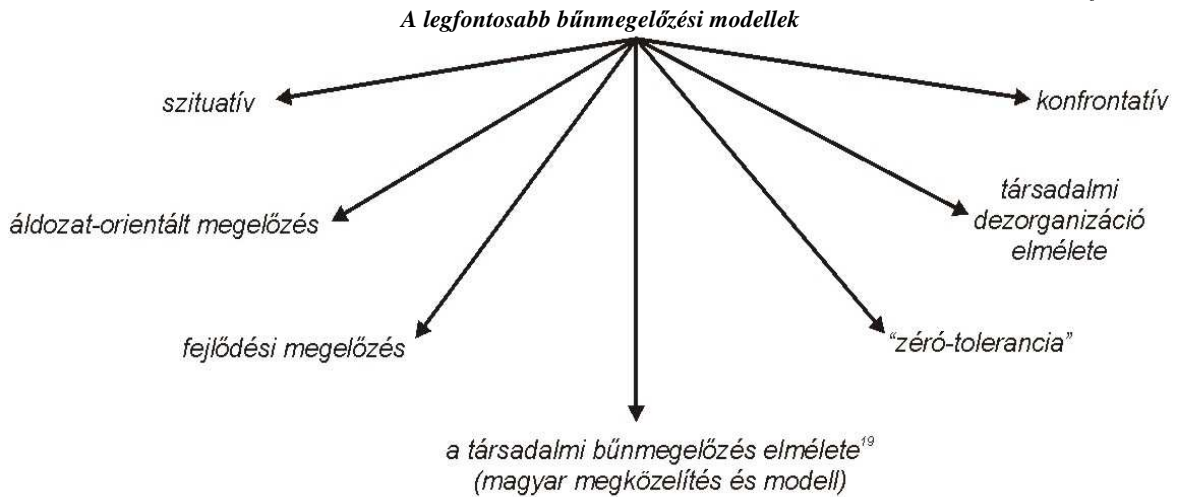 A legfontosabb bűnmegelőzési modellek
szituatív
konfrontatív
áldozat-orientált megelőzés
társadalmi
dezorganizáció
elmélete
fejlődési megelőzés
“zéró-tolerancia”
a társadalmi bűnmegelőzés elmélete¹⁹
(magyar megközelítés és modell)